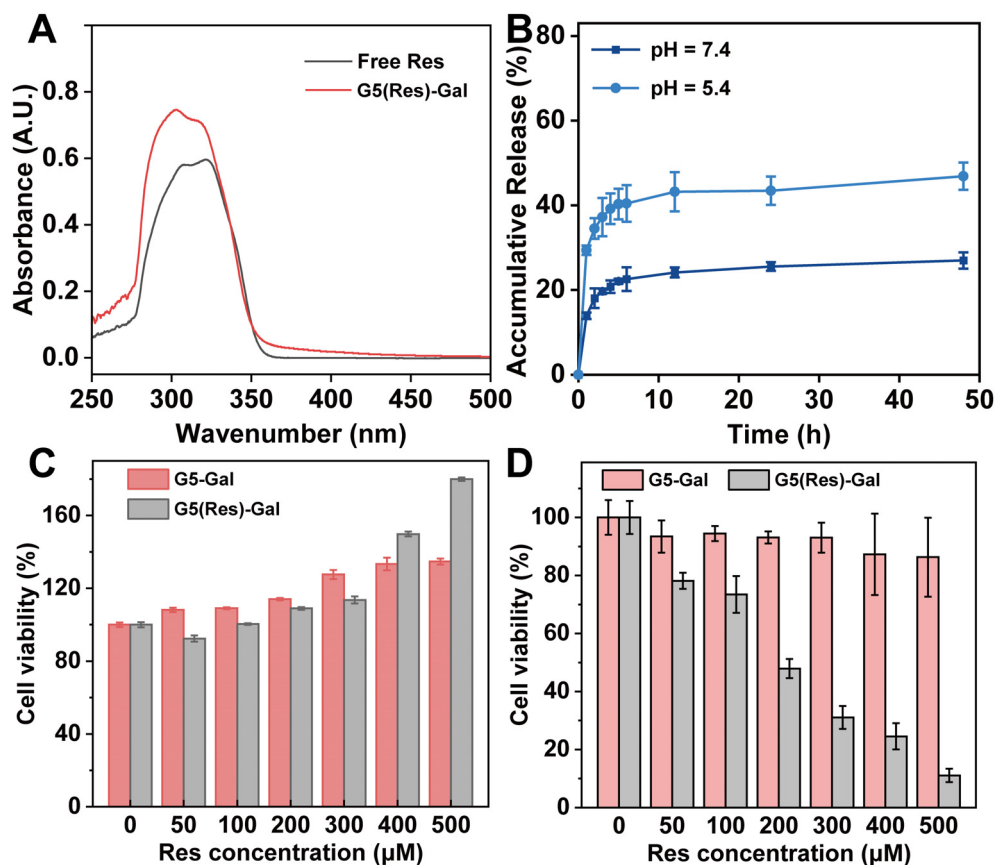 A
Free Res
G5(Res)-Gal
0.8
0.6
0.4
0.2
0.0
Absorbance (A.U.)
250 300 350 400 450 500
Wavenumber (nm)
B
pH = 7.4
pH = 5.4
80
60
40
20
0
Accumulative Release (%)
0 10 20 30 40 50
Time (h)
C
G5-Gal
G5(Res)-Gal
160
120
80
40
0
Cell viability (%)
0 50 100 200 300 400 500
Res concentration (μM)
D
G5-Gal G5(Res)-Gal
100
80
60
40
20
0
Cell viability (%)
0 50 100 200 300 400 500
Res concentration (μM)